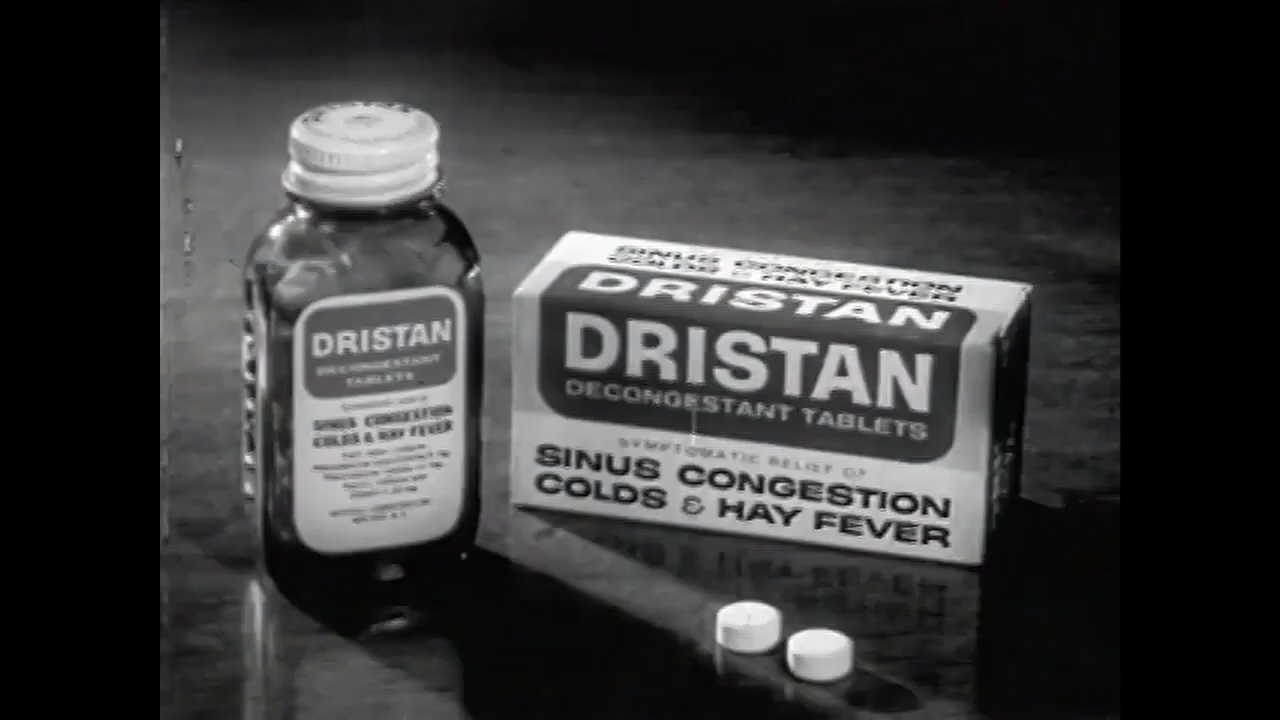 DRISTAN
DECONGESTANT
TABLETS
SINUS CONGESTION
COLDS & HAY FEVER
SINUS CONGESTION
COLDS & HAY FEVER
DRISTAN
DRISTAN
DECONGESTANT TABLETS
SYMPTOMATIC RELIEF OF
SINUS CONGESTION
COLDS & HAY FEVER